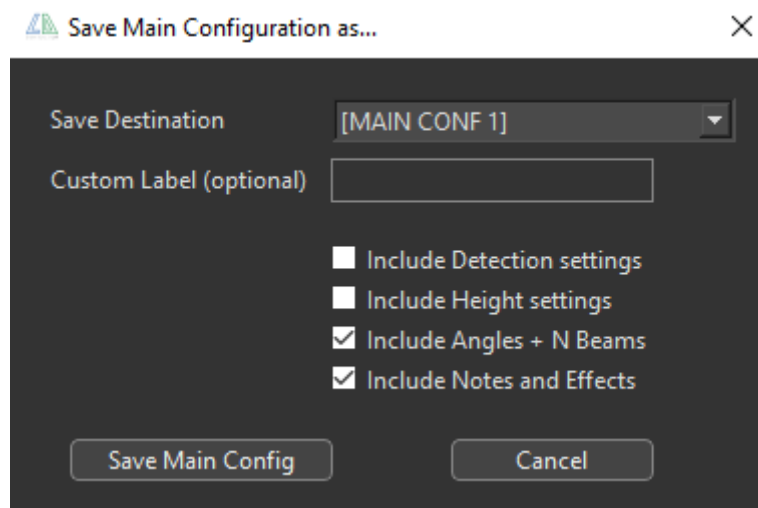 Save Main Configuration as...
Save Destination [MAIN CONF 1]
Custom Label (optional)
Include Detection settings
Include Height settings
Include Angles + N Beams
Include Notes and Effects
Save Main Config Cancel